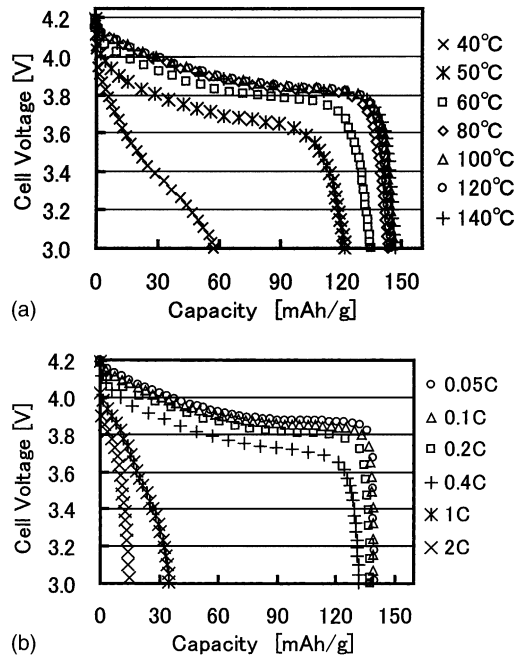 4.2
4.0
3.8
3.6
3.4
3.2
3.0
Cell Voltage [V]
0 30 60 90 120 150
Capacity [mAh/g]
40°C
50°C
60°C
80°C
100°C
120°C
140°C
(a)
4.2
4.0
3.8
3.6
3.4
3.2
3.0
Cell Voltage [V]
0 30 60 90 120 150
Capacity [mAh/g]
0.05C
0.1C
0.2C
0.4C
1C
2C
(b)